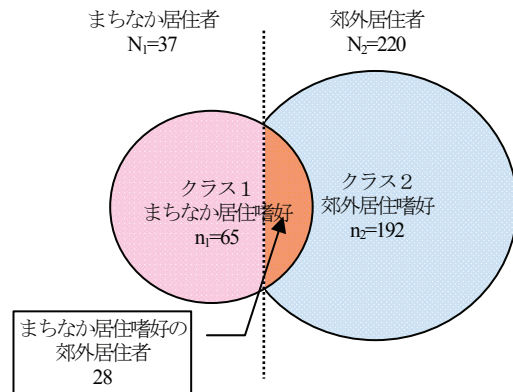 まちなか居住者
N₁=37
郊外居住者
N₂=220
クラス1
まちなか居住嗜好
n₁=65
クラス2
郊外居住嗜好
n₂=192
まちなか居住嗜好の
郊外居住者
28